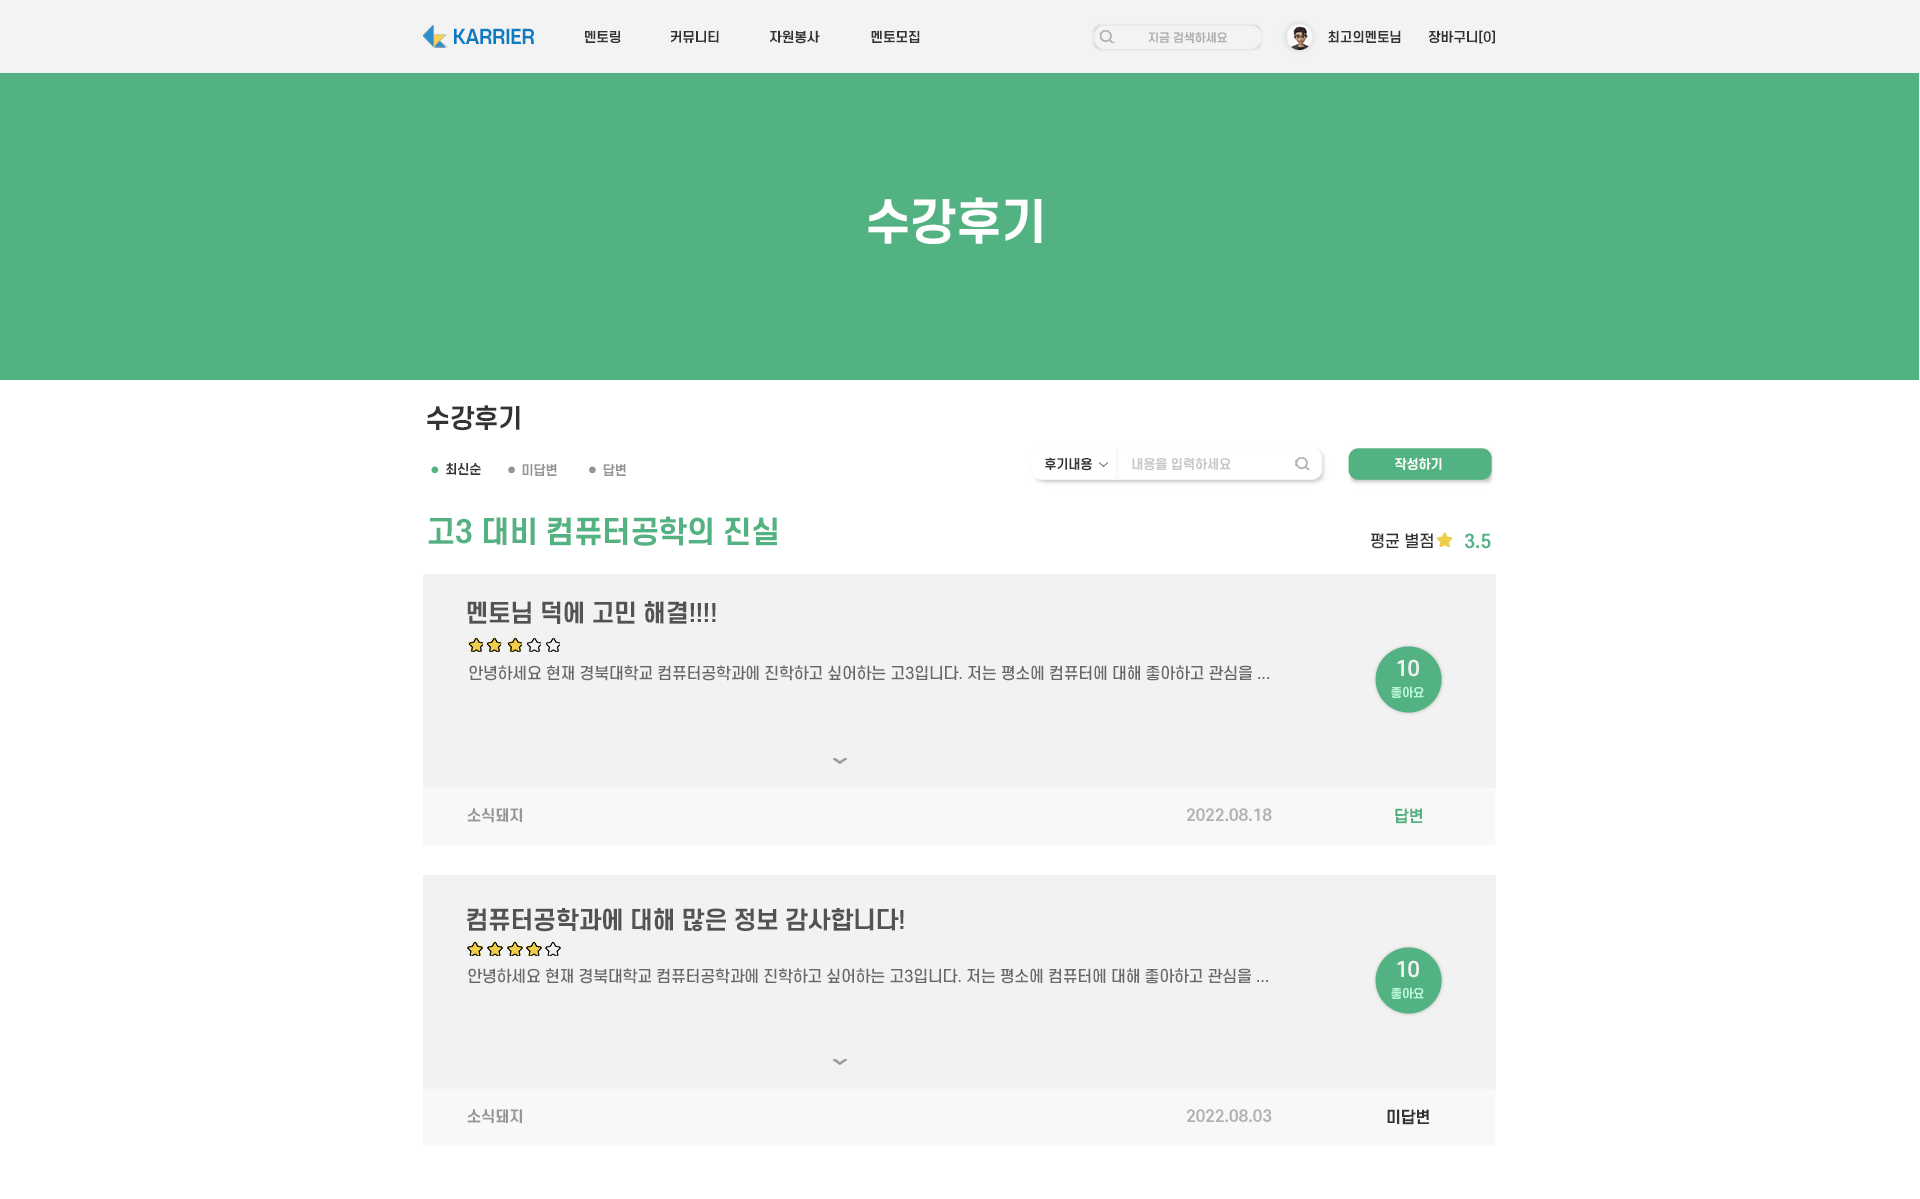 KARRIER 멘토링 커뮤니티 자원봉사 멘토모집 지금 검색하세요 최고의멘토님 장바구니[0]
수강후기
수강후기
최신순 미답변 답변 후기내용 내용을 입력하세요 작성하기
고3 대비 컴퓨터공학의 진실
평균 별점 3.5
멘토님 덕에 고민 해결!!!!
안녕하세요 현재 경북대학교 컴퓨터공학과에 진학하고 싶어하는 고3입니다. 저는 평소에 컴퓨터에 대해 좋아하고 관심을 ...
10
좋아요
소식돼지 2022.08.18 답변
컴퓨터공학과에 대해 많은 정보 감사합니다!
안녕하세요 현재 경북대학교 컴퓨터공학과에 진학하고 싶어하는 고3입니다. 저는 평소에 컴퓨터에 대해 좋아하고 관심을 ...
10
좋아요
소식돼지 2022.08.03 미답변